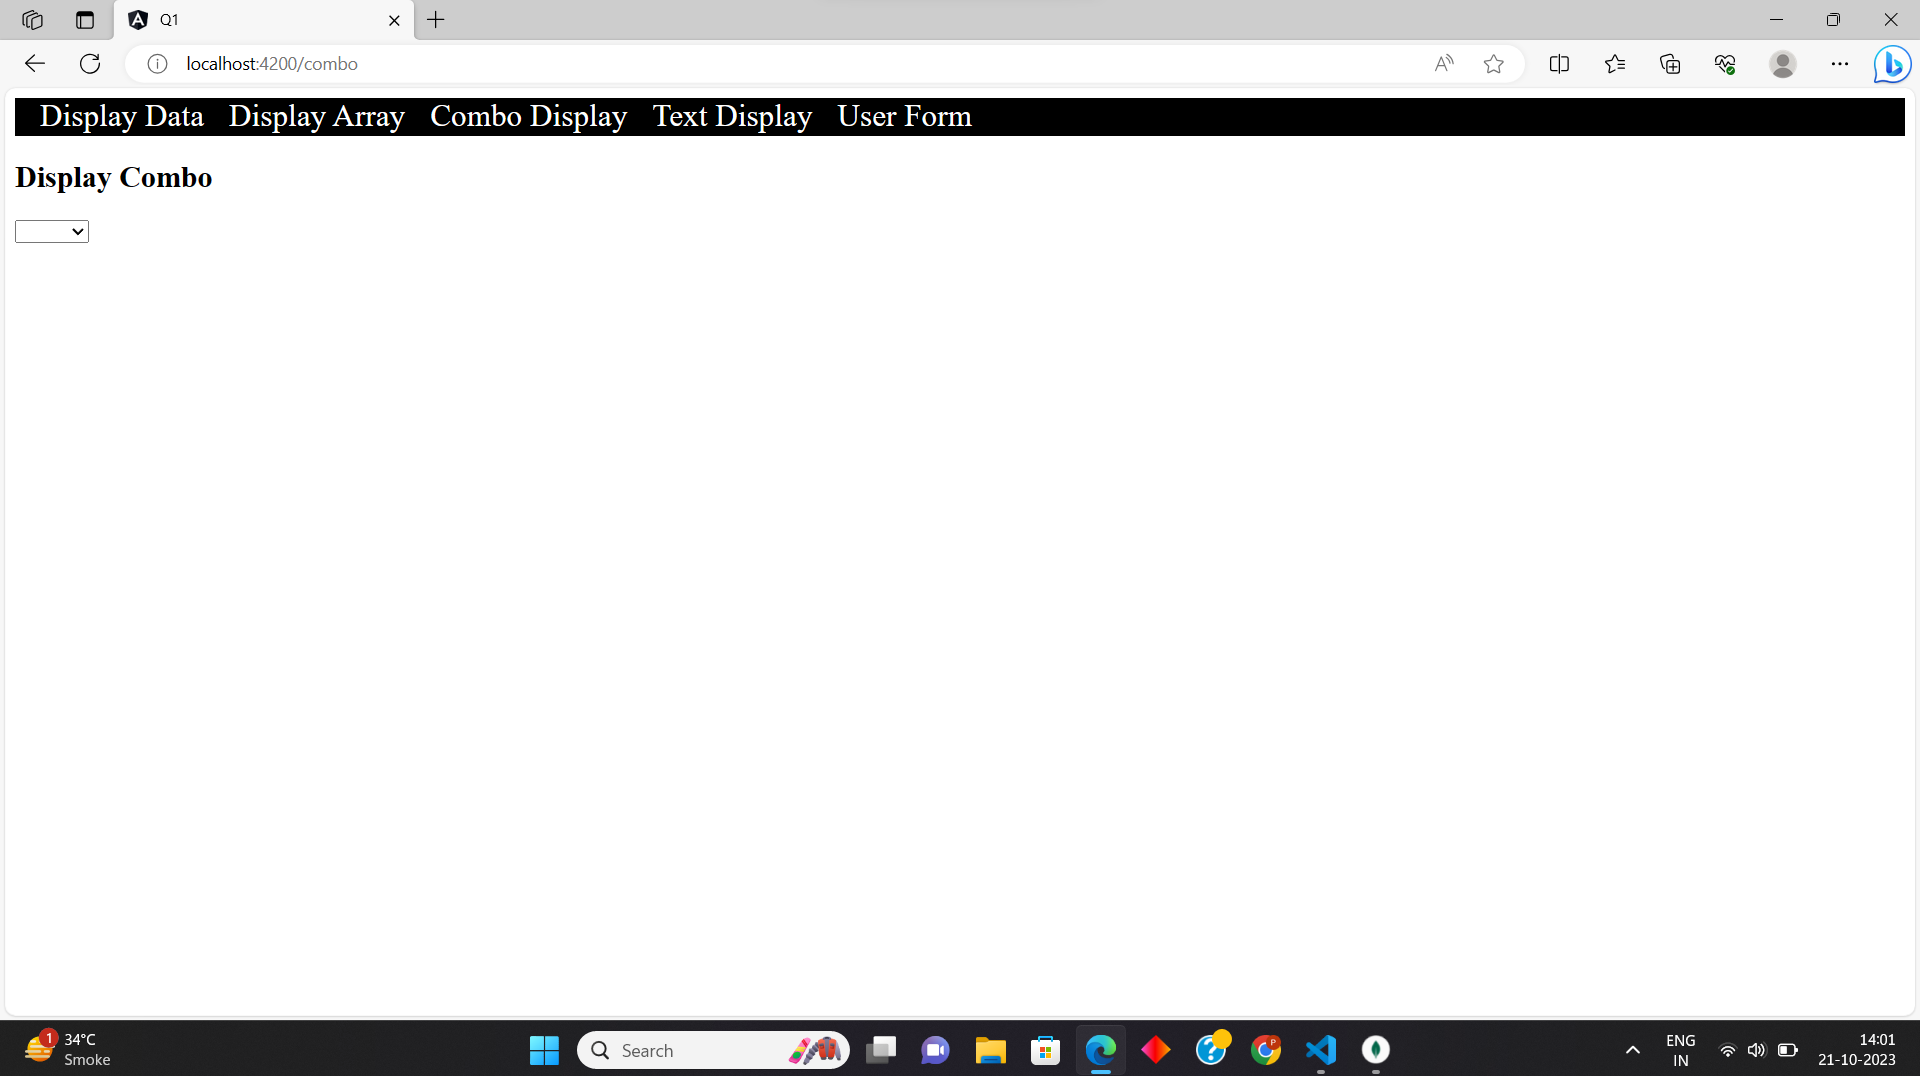 Q1
localhost:4200/combo
Display Data Display Array Combo Display Text Display User Form
Display Combo
1
34°C
Smoke
Search
P
ENG
IN
14:01
21-10-2023